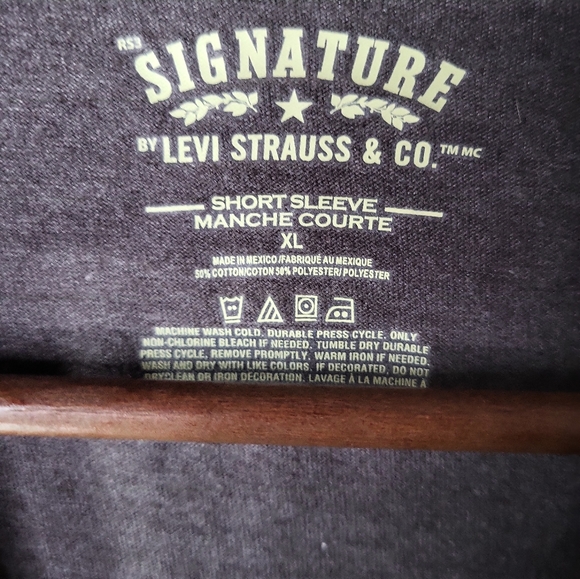 RS3
SIGNATURE
BY LEVI STRAUSS & CO.™ MC
SHORT SLEEVE
MANCHE COURTE
XL
MADE IN MEXICO/FABRIQUÉ AU MEXIQUE
50% COTTON/COTON 50% POLYESTER/ POLYESTER
MACHINE WASH COLD. DURABLE PRESS CYCLE. ONLY
NON-CHLORINE BLEACH IF NEEDED. TUMBLE DRY DURABLE
PRESS CYCLE, REMOVE PROMPTLY. WARM IRON IF NEEDED.
WASH AND DRY WITH LIKE COLORS. IF DECORATED, DO NOT
DRYCLEAN OR IRON DECORATION. LAVAGE À LA MACHINE À